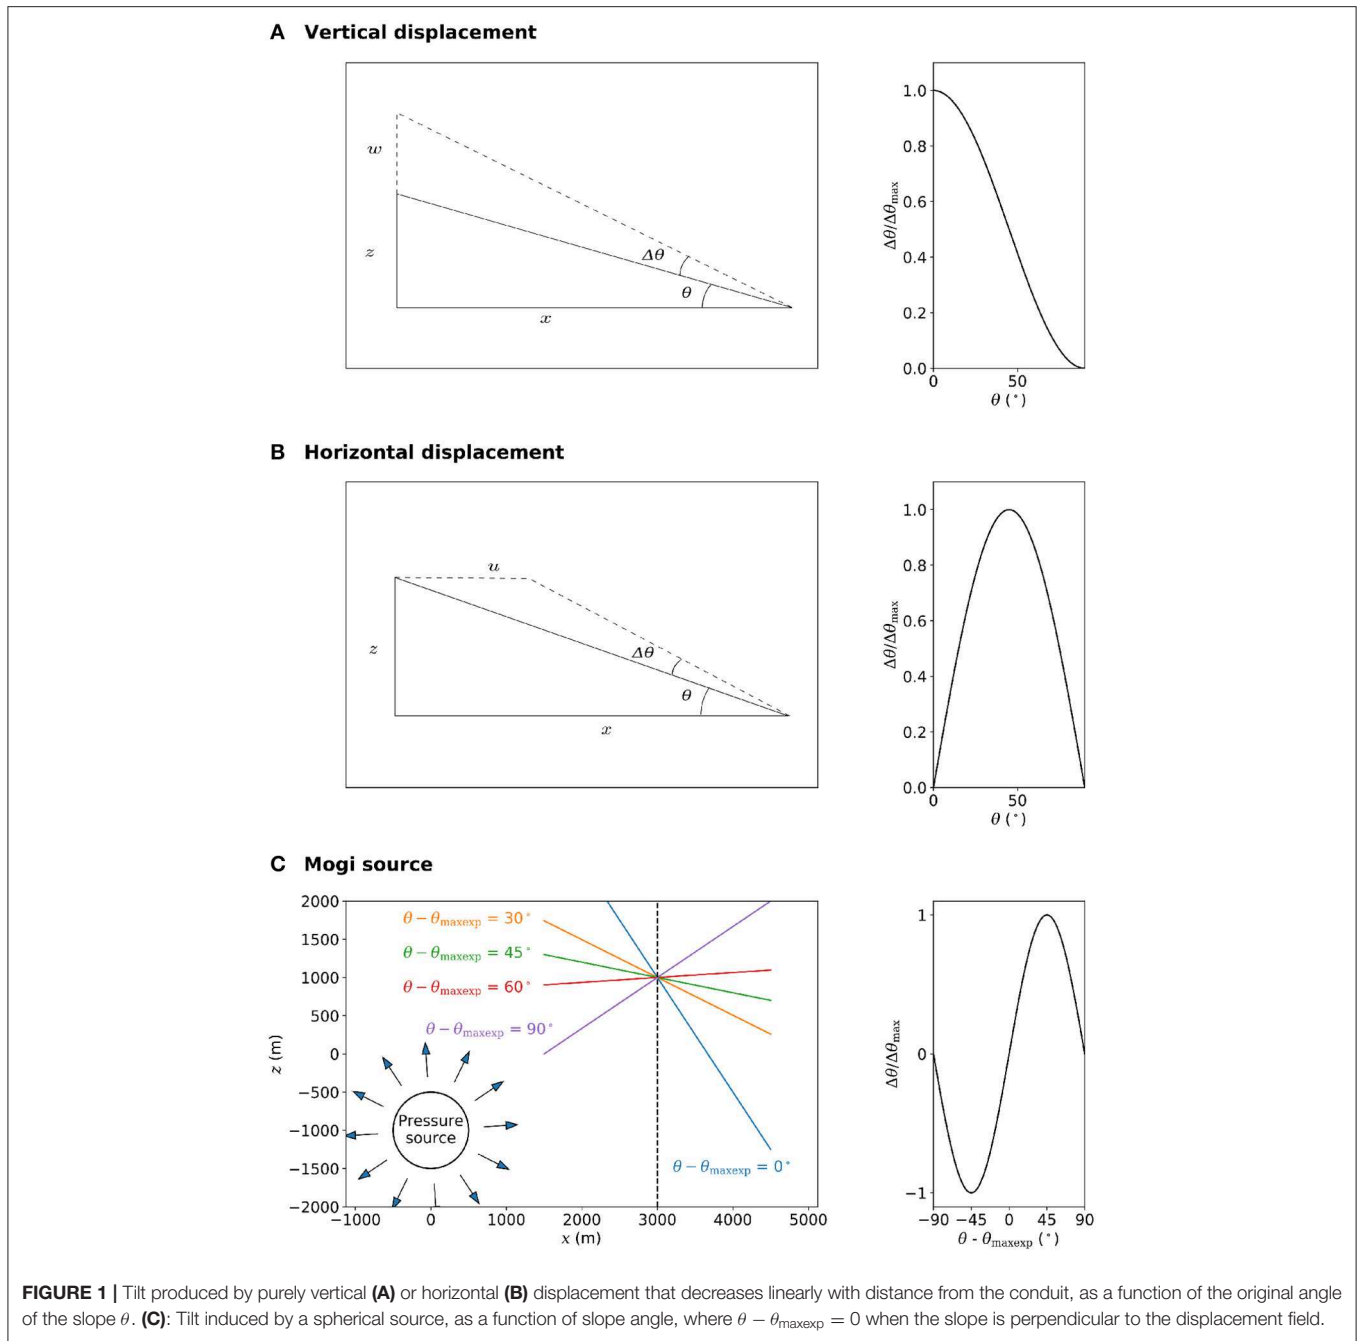 A Vertical displacement
w
z
x
Δθ
θ
Δθ/Δθmax
1.0
0.8
0.6
0.4
0.2
0.0
0
50
θ (°)
B Horizontal displacement
u
z
x
Δθ
θ
Δθ/Δθmax
1.0
0.8
0.6
0.4
0.2
0.0
0
50
θ (°)
C Mogi source
z (m)
2000
1500
1000
500
0
−500
−1000
−1500
−2000
θ − θmaxexp = 30°
θ − θmaxexp = 45°
θ − θmaxexp = 60°
θ − θmaxexp = 90°
θ − θmaxexp = 0°
Pressure
source
−1000
0
1000
2000
3000
4000
5000
x (m)
Δθ/Δθmax
1
0
−1
−90
−45
0
45
90
θ - θmaxexp (°)
FIGURE 1 | Tilt produced by purely vertical (A) or horizontal (B) displacement that decreases linearly with distance from the conduit, as a function of the original angle
of the slope θ. (C): Tilt induced by a spherical source, as a function of slope angle, where θ − θmaxexp = 0 when the slope is perpendicular to the displacement field.